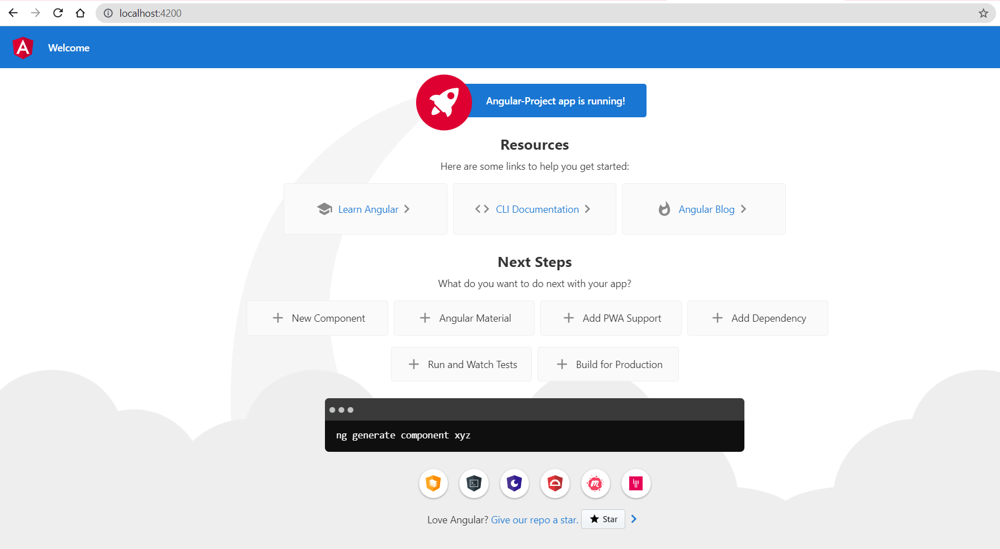 localhost:4200
Welcome
Angular-Project app is running!
Resources
Here are some links to help you get started:
Learn Angular
CLI Documentation
Angular Blog
Next Steps
What do you want to do next with your app?
New Component
Angular Material
Add PWA Support
Add Dependency
Run and Watch Tests
Build for Production
ng generate component xyz
Love Angular? Give our repo a star. Star